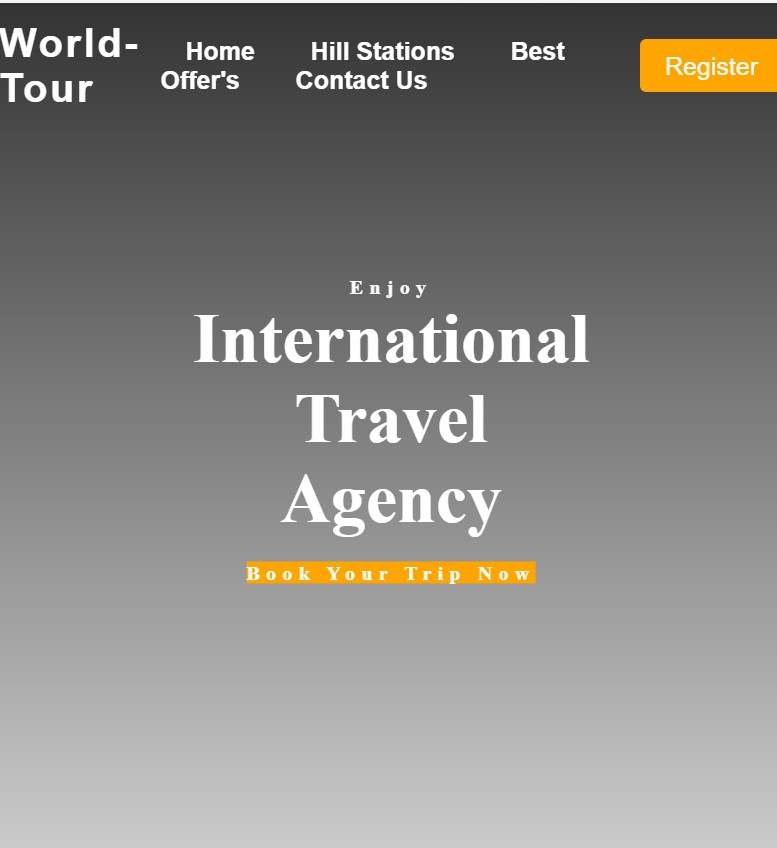 World-
Tour
Home Hill Stations Best
Offer's Contact Us
Register
Enjoy
International
Travel
Agency
Book Your Trip Now